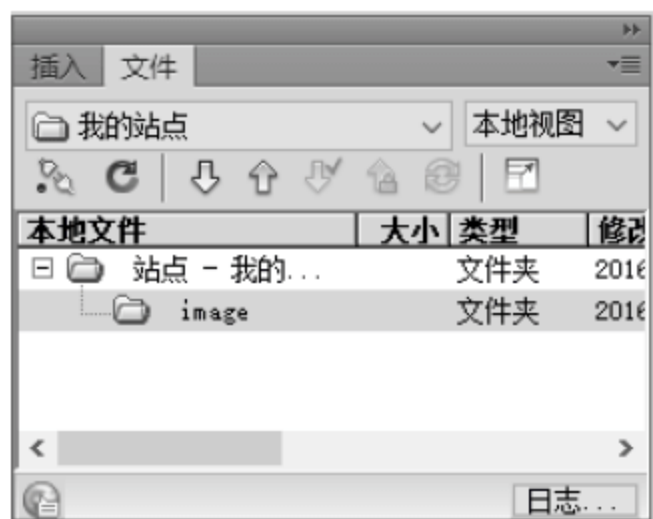 插入 文件
我的站点 本地视图
本地文件 大小 类型 修改
站点 - 我的... 文件夹 2016
image 文件夹 2016
日志...